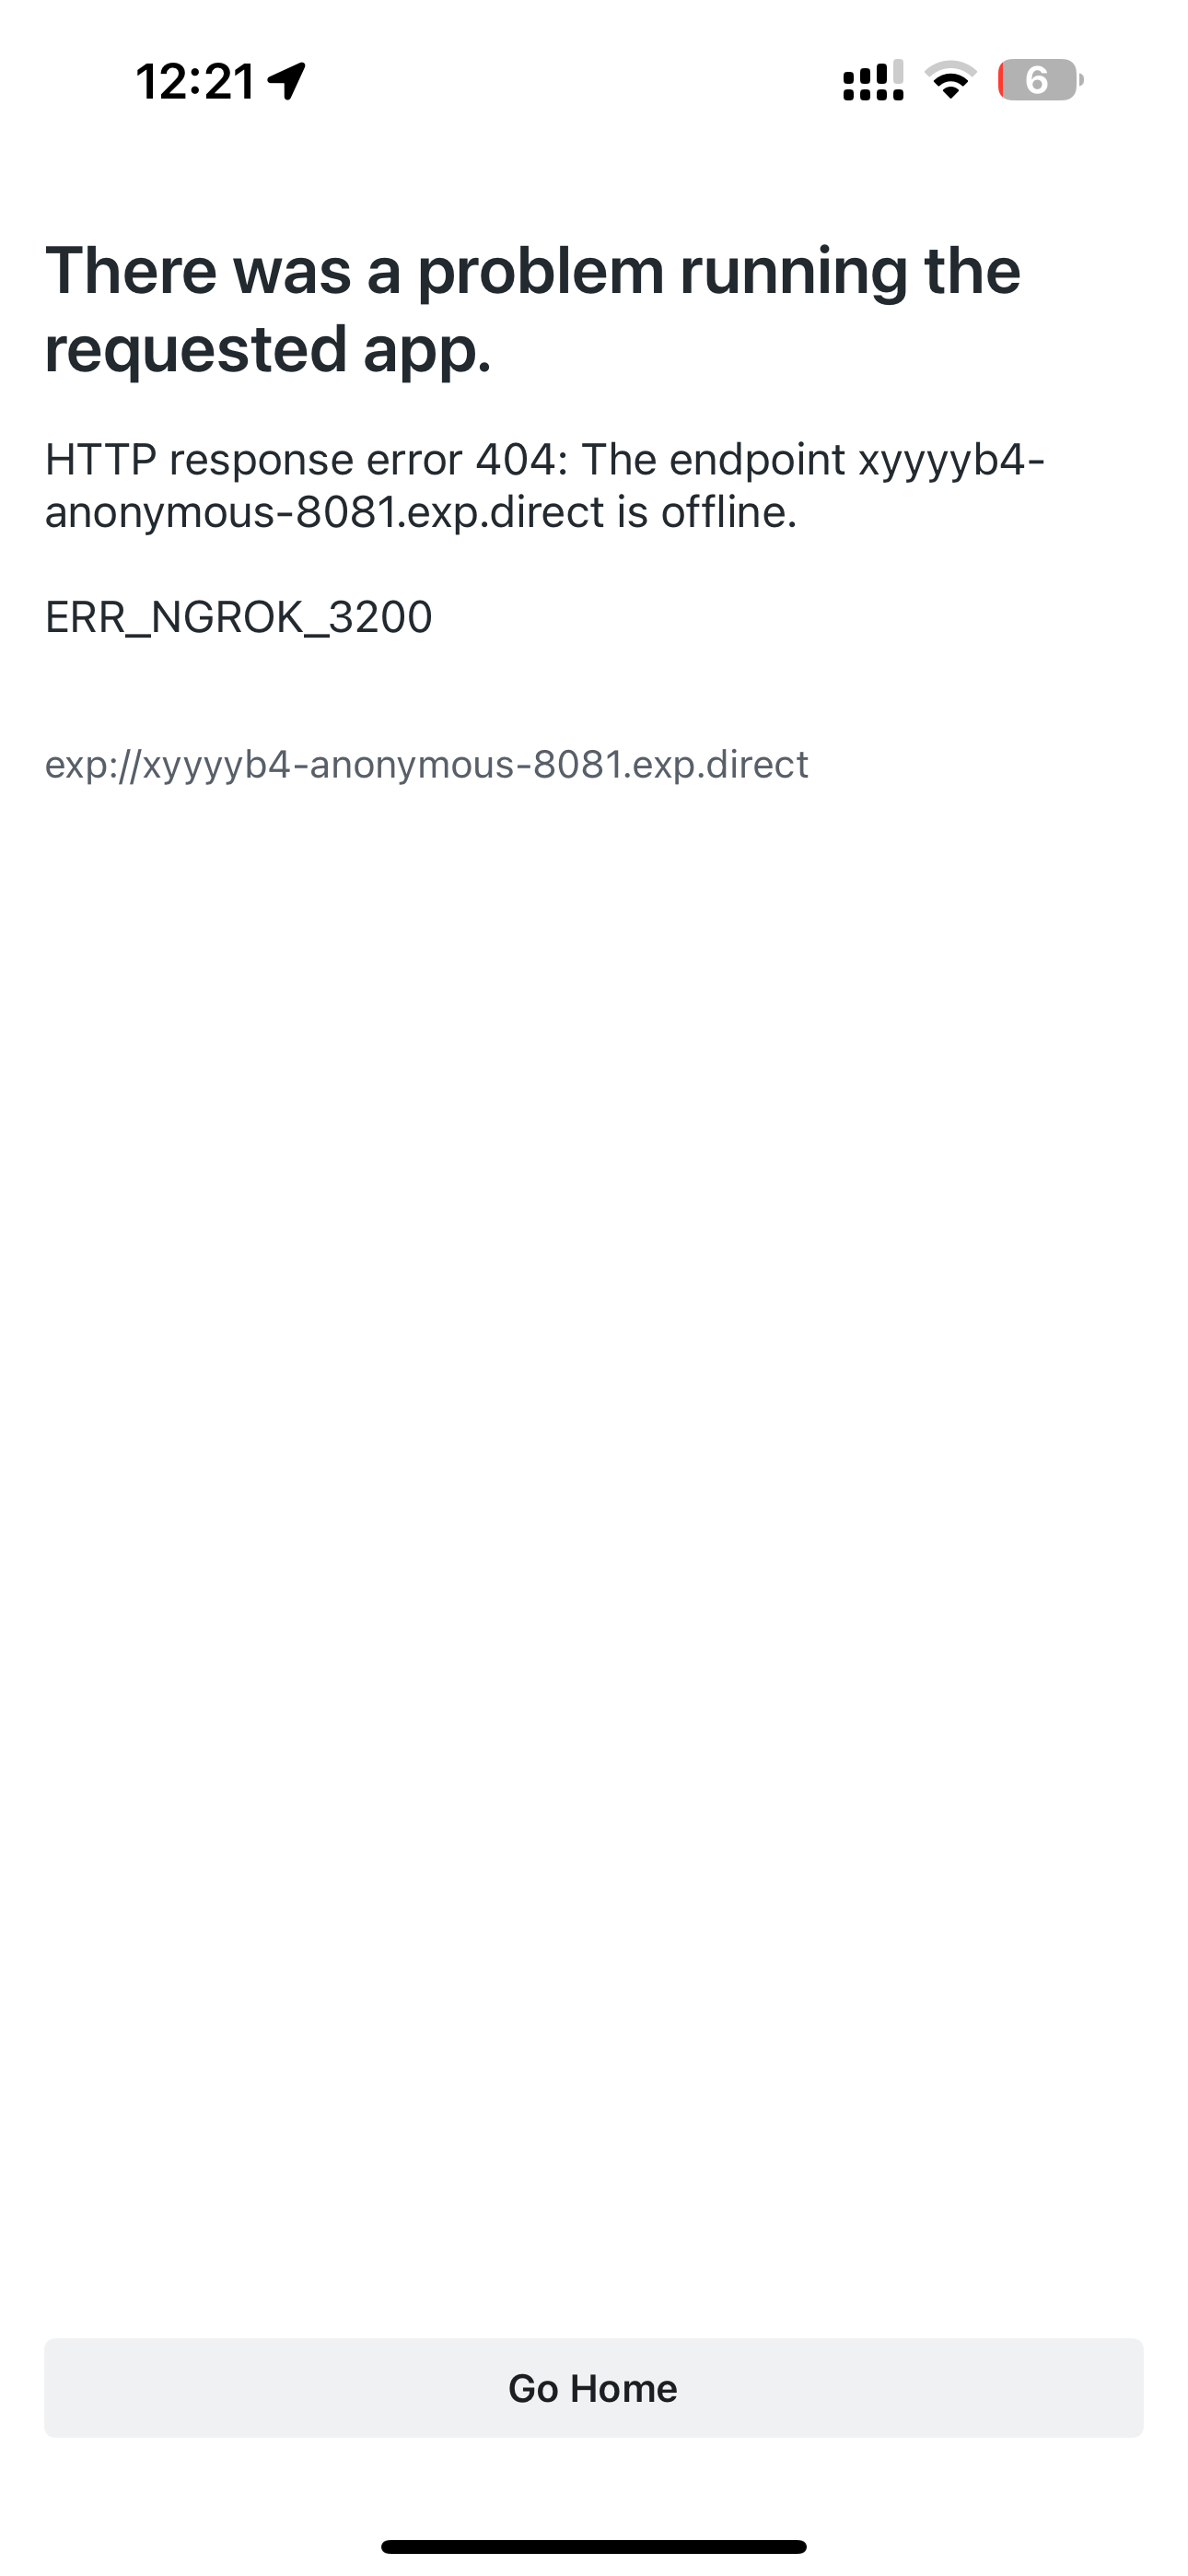 12:21
6
There was a problem running the
requested app.
HTTP response error 404: The endpoint xyyyyb4-
anonymous-8081.exp.direct is offline.
ERR_NGROK_3200
exp://xyyyyb4-anonymous-8081.exp.direct
Go Home